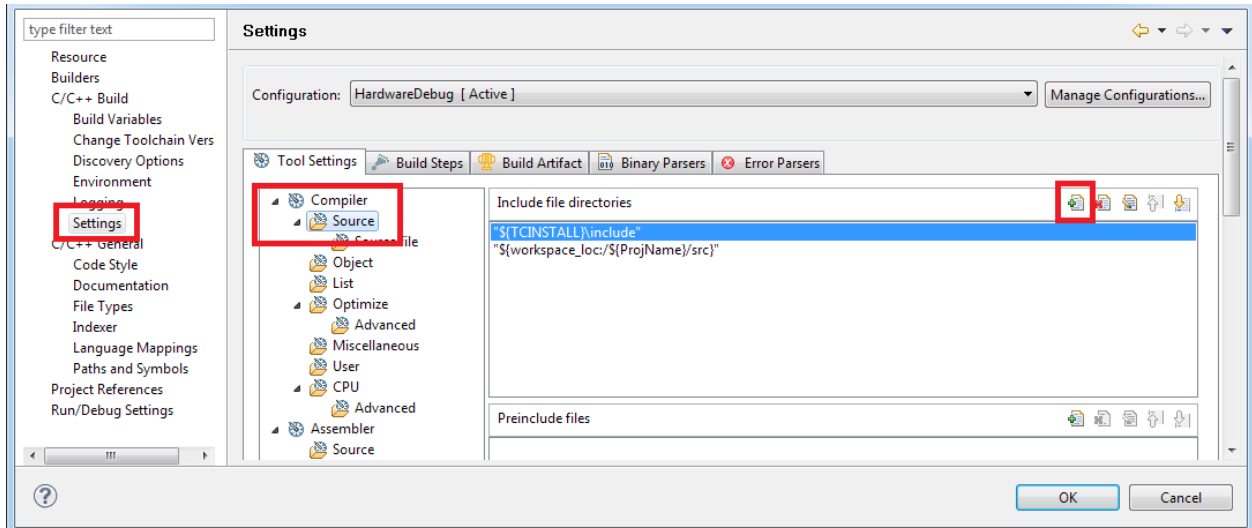 type filter text
Resource
Builders
C/C++ Build
Build Variables
Change Toolchain Vers
Discovery Options
Environment
Logging
Settings
C/C++ General
Code Style
Documentation
File Types
Indexer
Language Mappings
Paths and Symbols
Project References
Run/Debug Settings
Settings
Configuration: HardwareDebug [ Active ] Manage Configurations...
Tool Settings Build Steps Build Artifact Binary Parsers Error Parsers
Compiler
Source
Source file
Object
List
Optimize
Advanced
Miscellaneous
User
CPU
Advanced
Assembler
Source
Include file directories
"${TCINSTALL}\include"
"${workspace_loc:/${ProjName}/src}"
Preinclude files
OK Cancel